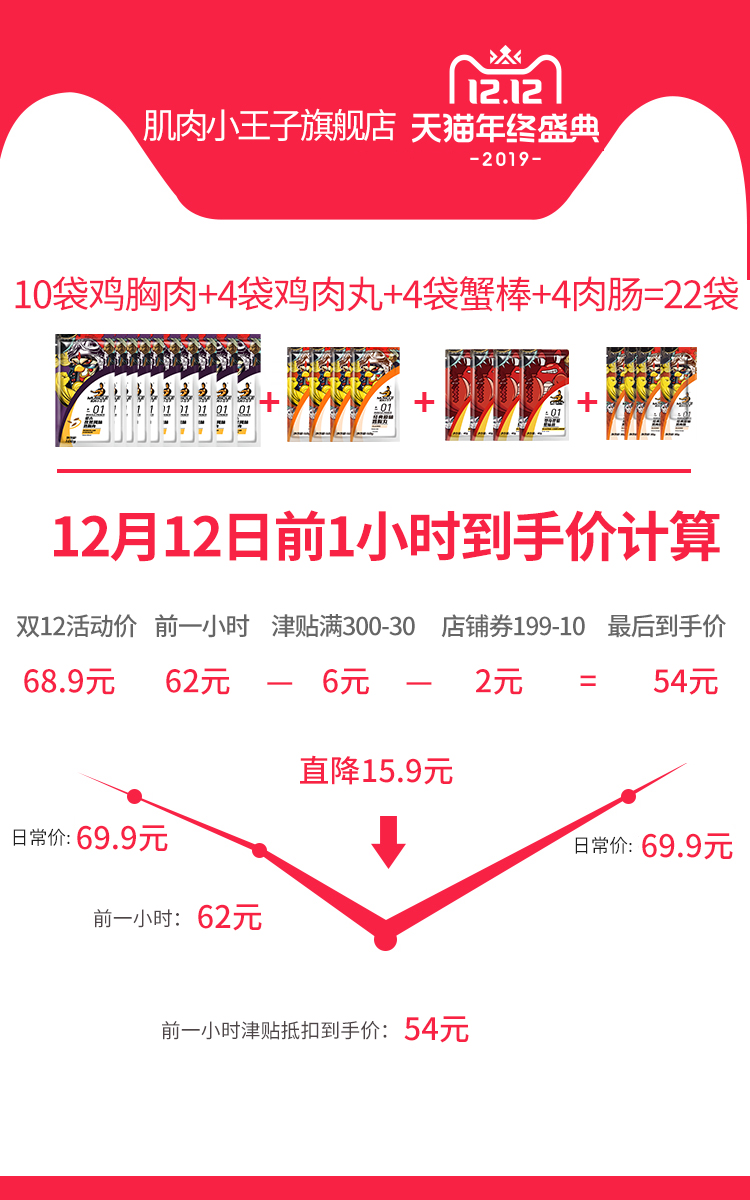 12.12
肌肉小王子旗舰店 天猫年终盛典
-2019-
10袋鸡胸肉+4袋鸡肉丸+4袋蟹棒+4肉肠=22袋
+ + +
01 01 01 01 01
12月12日前1小时到手价计算
双12活动价 前一小时 津贴满300-30 店铺券199-10 最后到手价
68.9元 62元 — 6元 — 2元 = 54元
直降15.9元
日常价: 69.9元
日常价: 69.9元
前一小时: 62元
前一小时津贴抵扣到手价: 54元